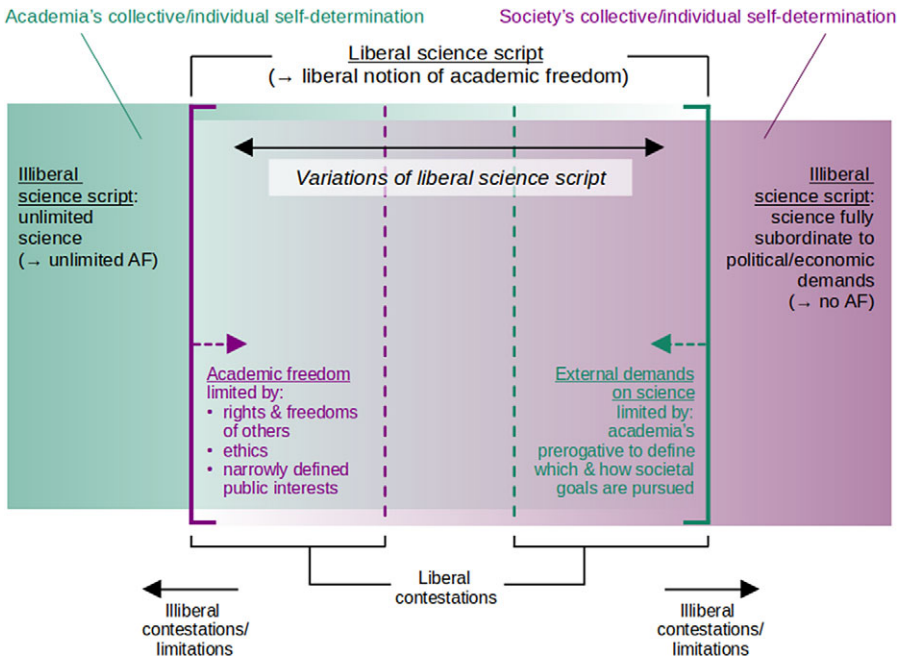 Academia's collective/individual self-determination
Society's collective/individual self-determination
Liberal science script
(→ liberal notion of academic freedom)
Variations of liberal science script
Illiberal
science script:
unlimited
science
(→ unlimited AF)
Illiberal
science script:
science fully
subordinate to
political/economic
demands
(→ no AF)
Academic freedom
limited by:
• rights & freedoms
of others
• ethics
• narrowly defined
public interests
External demands
on science
limited by:
academia's
prerogative to define
which & how societal
goals are pursued
Liberal
contestations
Illiberal
contestations/
limitations
Illiberal
contestations/
limitations